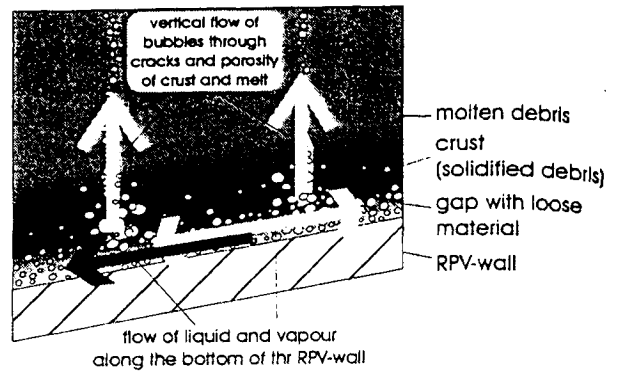 vertical flow of
bubbles through
cracks and porosity
of crust and melt
molten debris
crust
(solidified debris)
gap with loose
material
RPV-wall
flow of liquid and vapour
along the bottom of thr RPV-wall